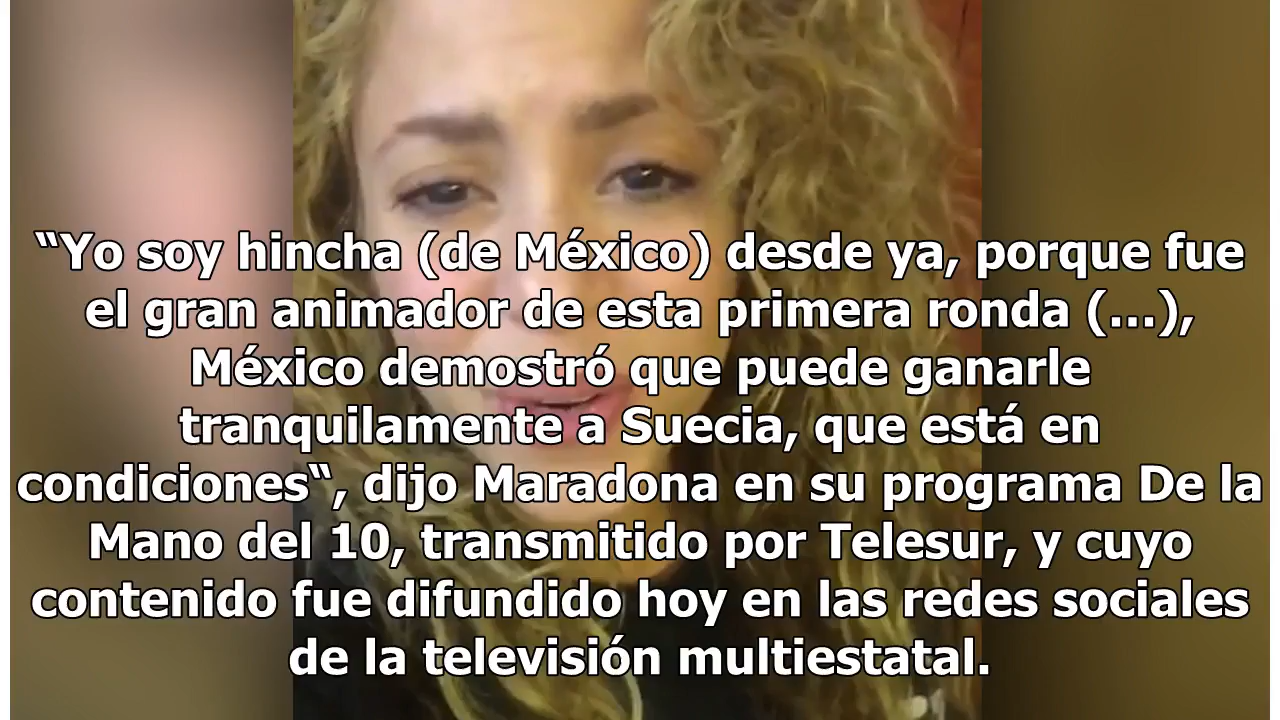 “Yo soy hincha (de México) desde ya, porque fue
el gran animador de esta primera ronda (...),
México demostró que puede ganarle
tranquilamente a Suecia, que está en
condiciones“, dijo Maradona en su programa De la
Mano del 10, transmitido por Telesur, y cuyo
contenido fue difundido hoy en las redes sociales
de la televisión multiestatal.